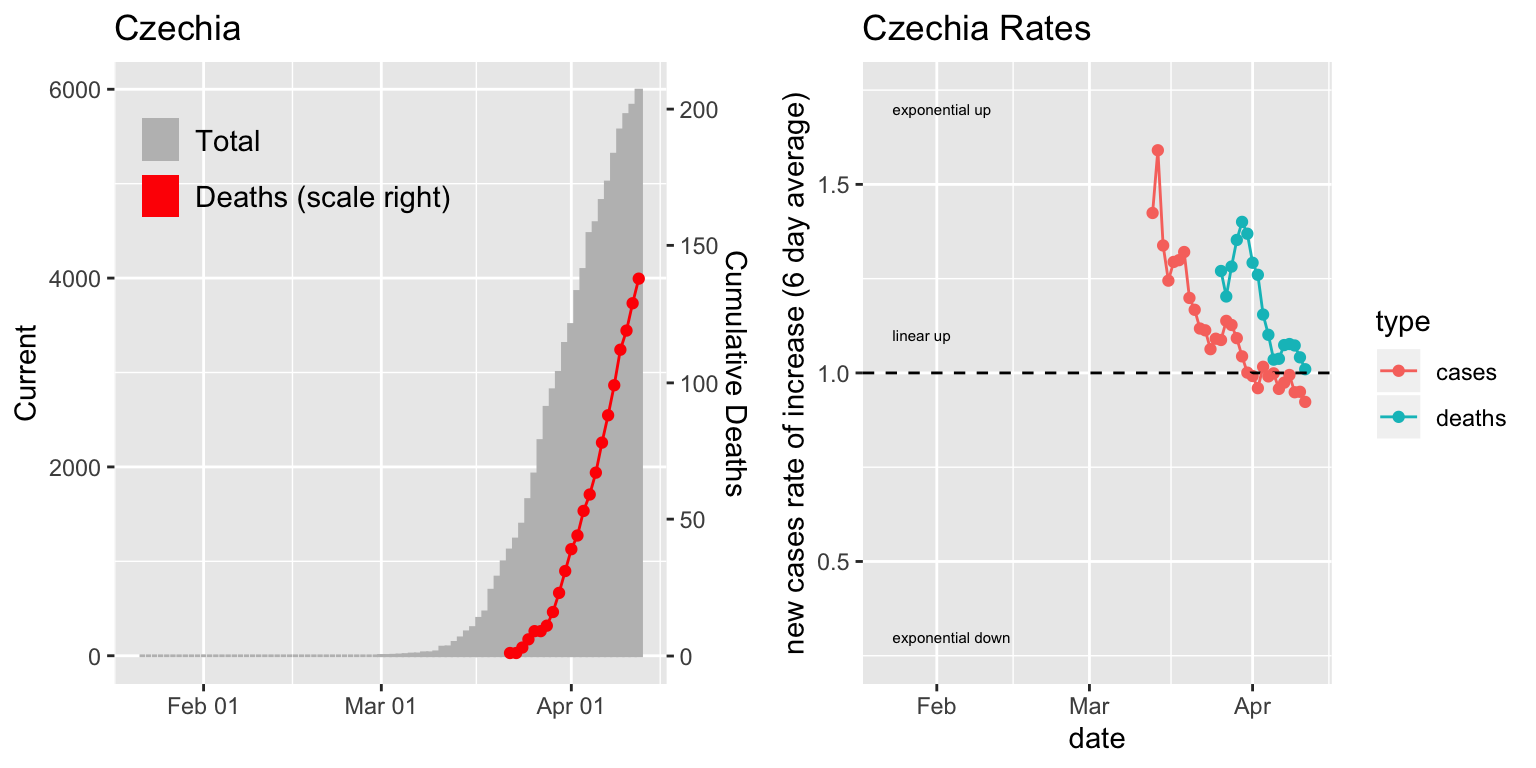 Czechia
Current
6000
4000
2000
0
Total
Deaths (scale right)
200
150
100
50
0
Cumulative Deaths
Feb 01
Mar 01
Apr 01
Czechia Rates
new cases rate of increase (6 day average)
1.5
1.0
0.5
exponential up
linear up
exponential down
Feb
Mar
Apr
date
type
cases
deaths